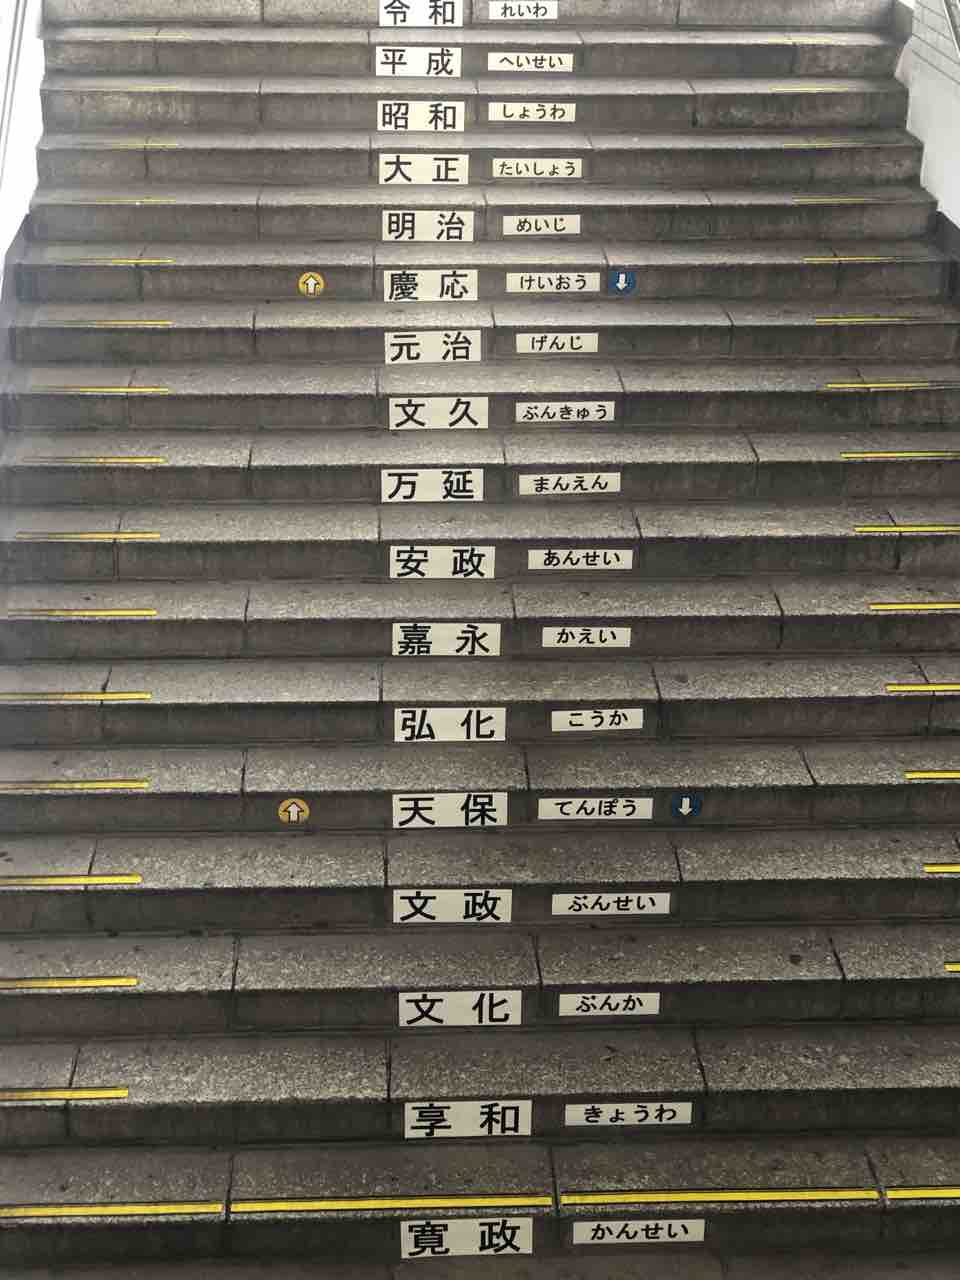 令和 れいわ
平成 へいせい
昭和 しょうわ
大正 たいしょう
明治 めいじ
慶応 けいおう
元治 げんじ
文久 ぶんきゅう
万延 まんえん
安政 あんせい
嘉永 かえい
弘化 こうか
天保 てんぽう
文政 ぶんせい
文化 ぶんか
享和 きょうわ
寛政 かんせい